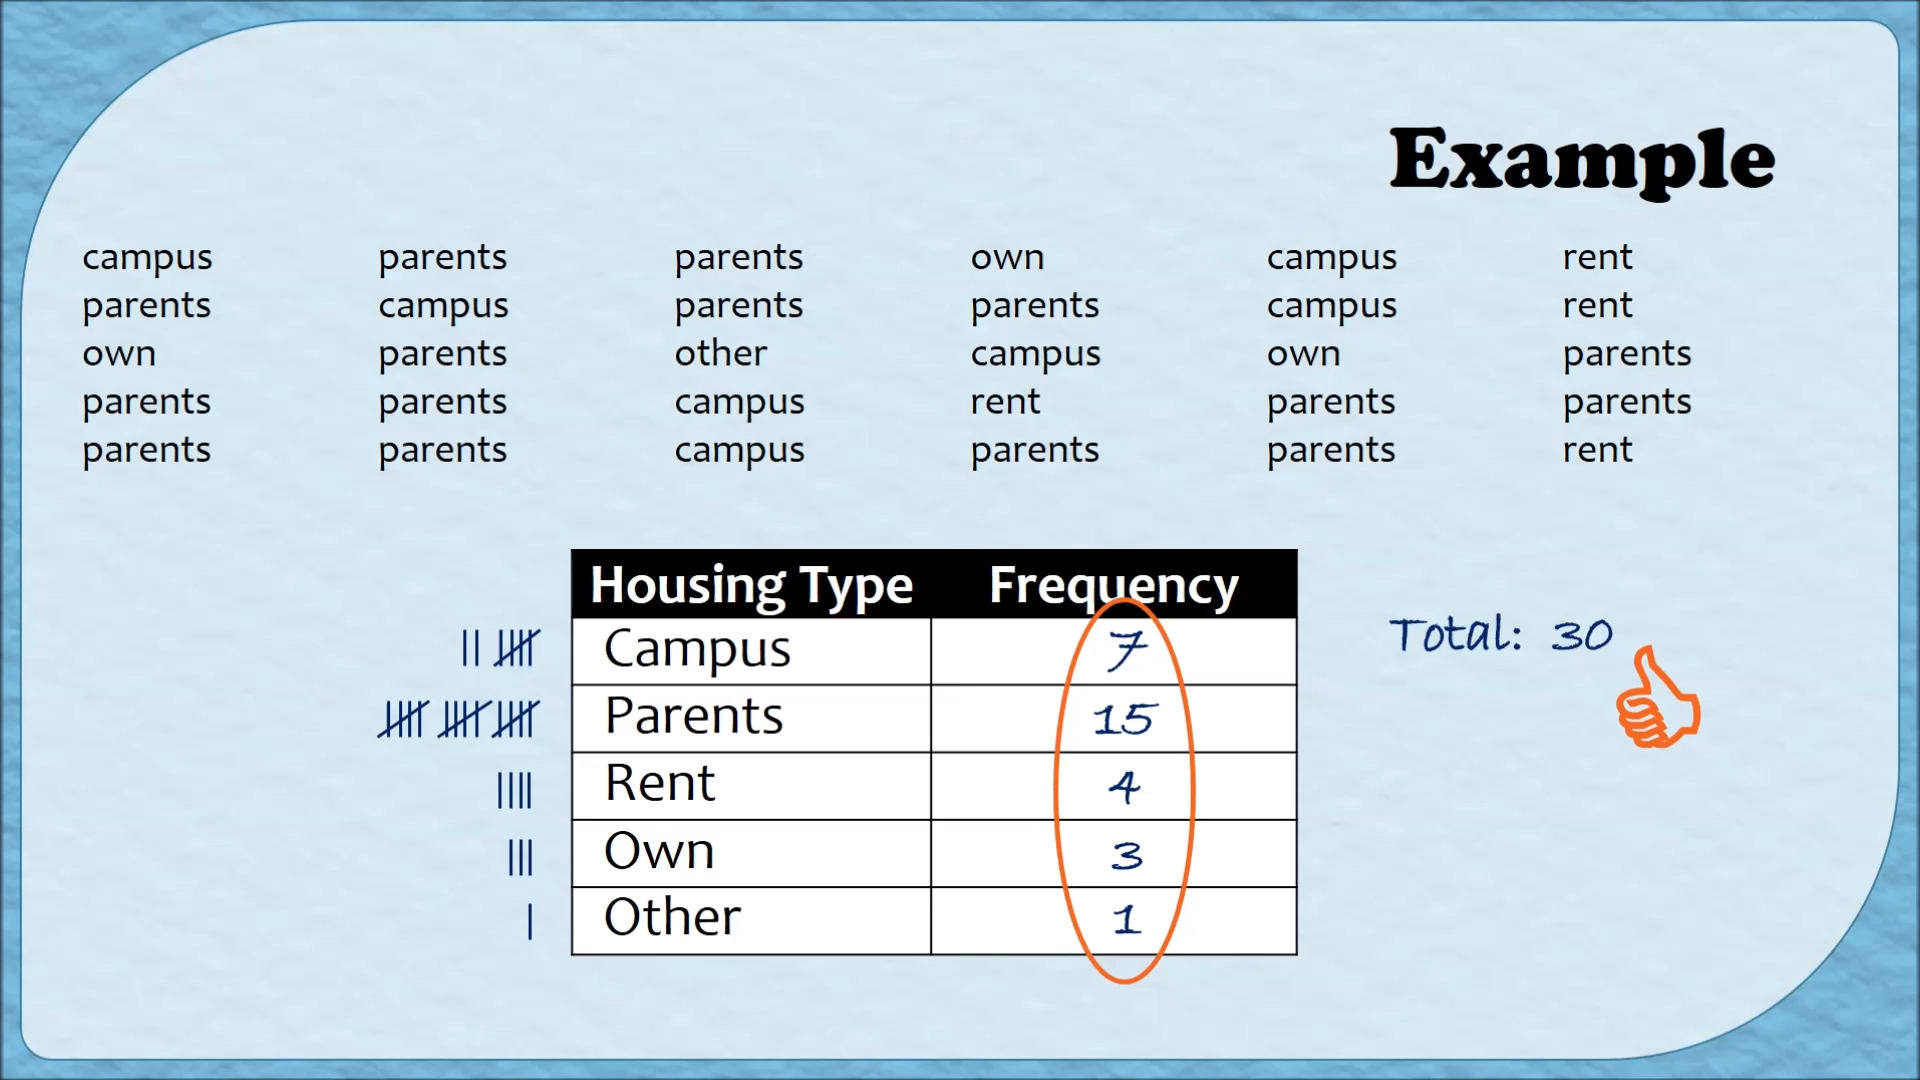 Example
campus parents parents own campus rent
parents campus parents parents campus rent
own parents other campus own parents
parents parents campus rent parents parents
parents parents campus parents parents rent
Housing Type Frequency
Campus 7
Parents 15
Rent 4
Own 3
Other 1
Total: 30